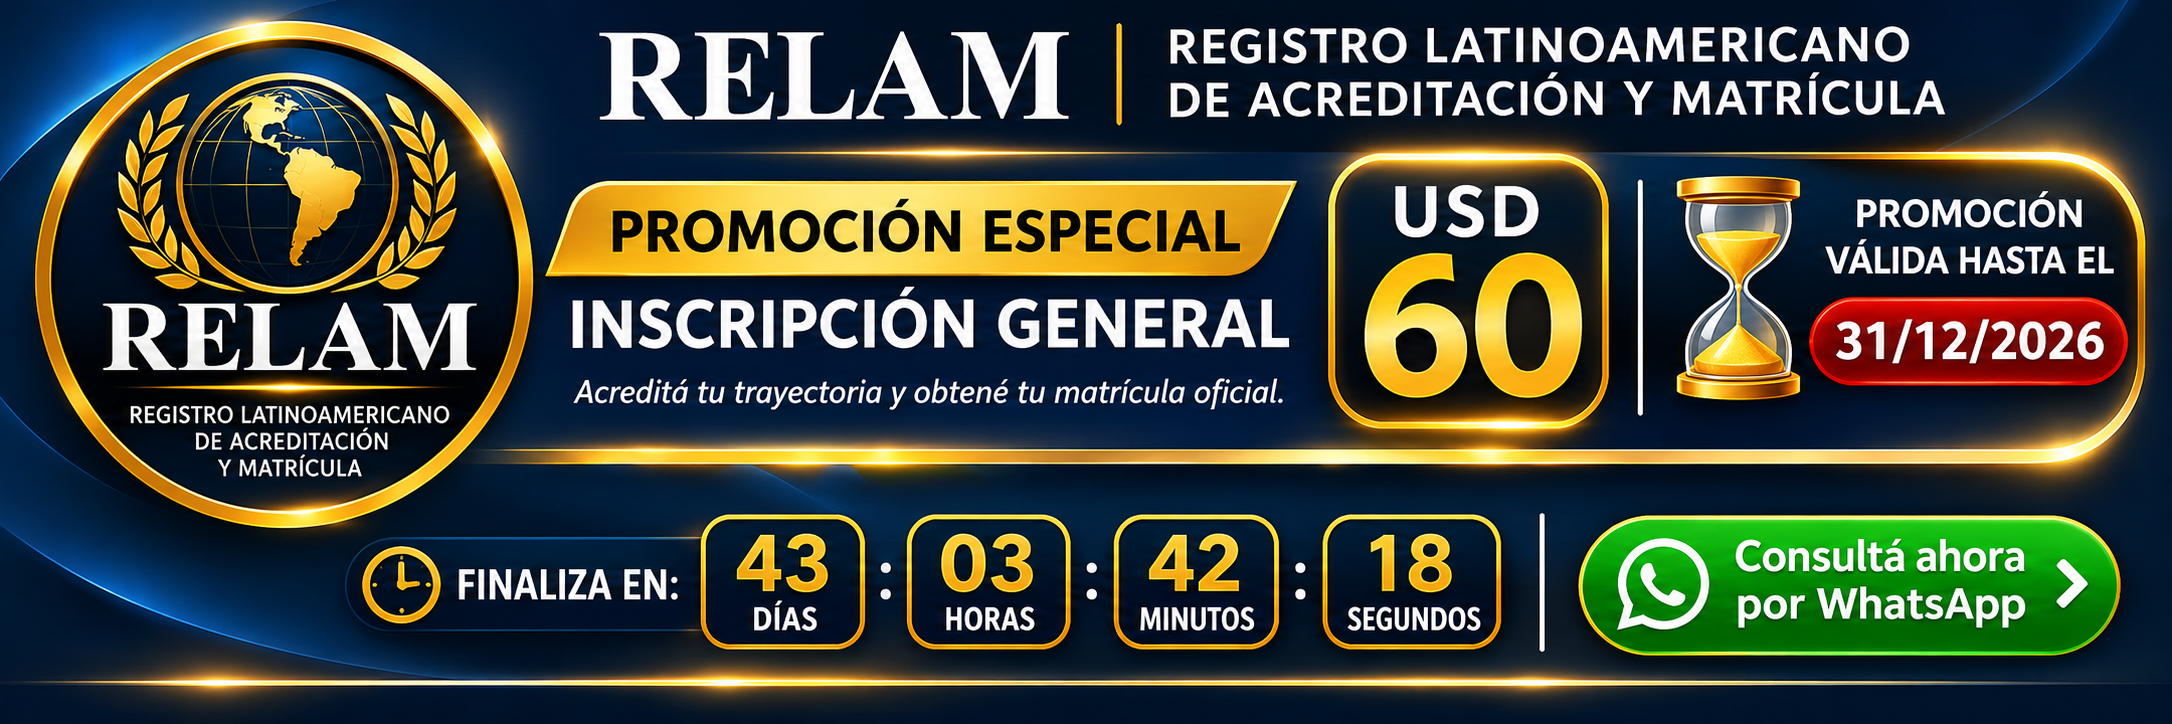 RELAM
REGISTRO LATINOAMERICANO
DE ACREDITACIÓN
Y MATRÍCULA
RELAM
REGISTRO LATINOAMERICANO
DE ACREDITACIÓN Y MATRÍCULA
PROMOCIÓN ESPECIAL
INSCRIPCIÓN GENERAL
Acreditá tu trayectoria y obtené tu matrícula oficial.
USD
60
PROMOCIÓN
VÁLIDA HASTA EL
31/12/2026
FINALIZA EN:
43 : 03 : 42 : 18
DÍAS HORAS MINUTOS SEGUNDOS
Consultá ahora
por WhatsApp